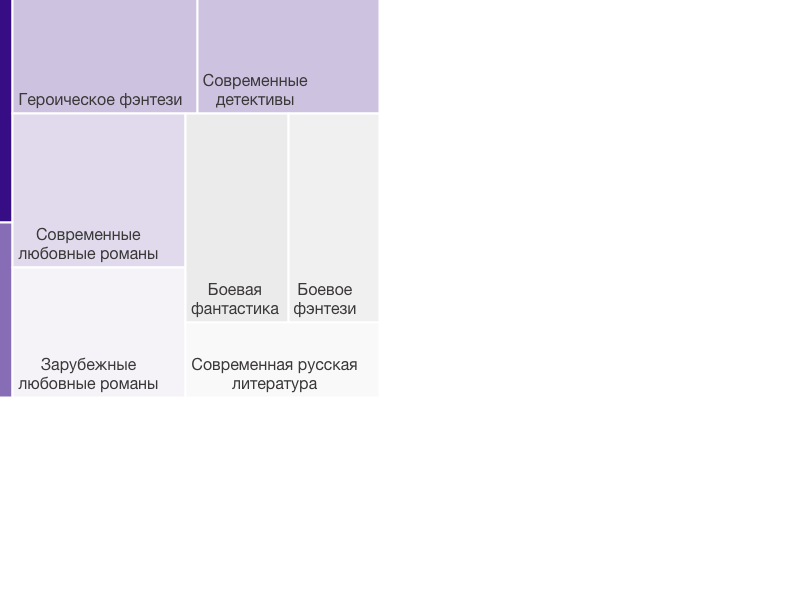 Героическое фэнтези
Современные
детективы
Современные
любовные романы
Боевая
фантастика
Боевое
фэнтези
Зарубежные
любовные романы
Современная русская
литература